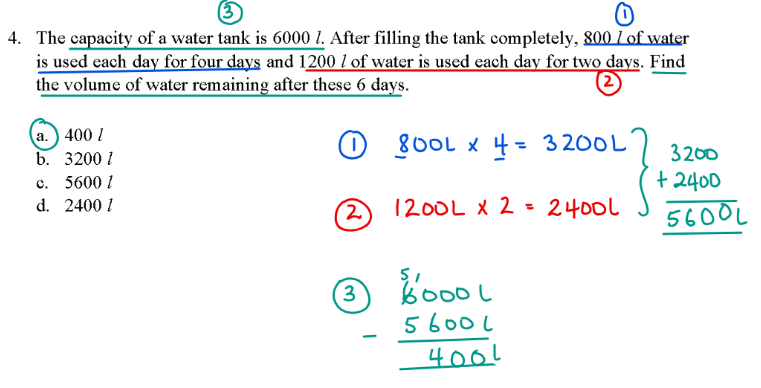 ③ ①
4. The capacity of a water tank is 6000 l. After filling the tank completely, 800 l of water
is used each day for four days and 1200 l of water is used each day for two days. Find
the volume of water remaining after these 6 days.
②
a. 400 l
b. 3200 l
c. 5600 l
d. 2400 l
① 800L x 4 = 3200L
② 1200L x 2 = 2400L
3200
+ 2400
5600L
5 1
③ 6000L
- 5600L
400L